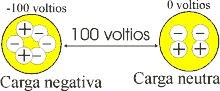 -100 voltios
0 voltios
100 voltios
Carga negativa
Carga neutra